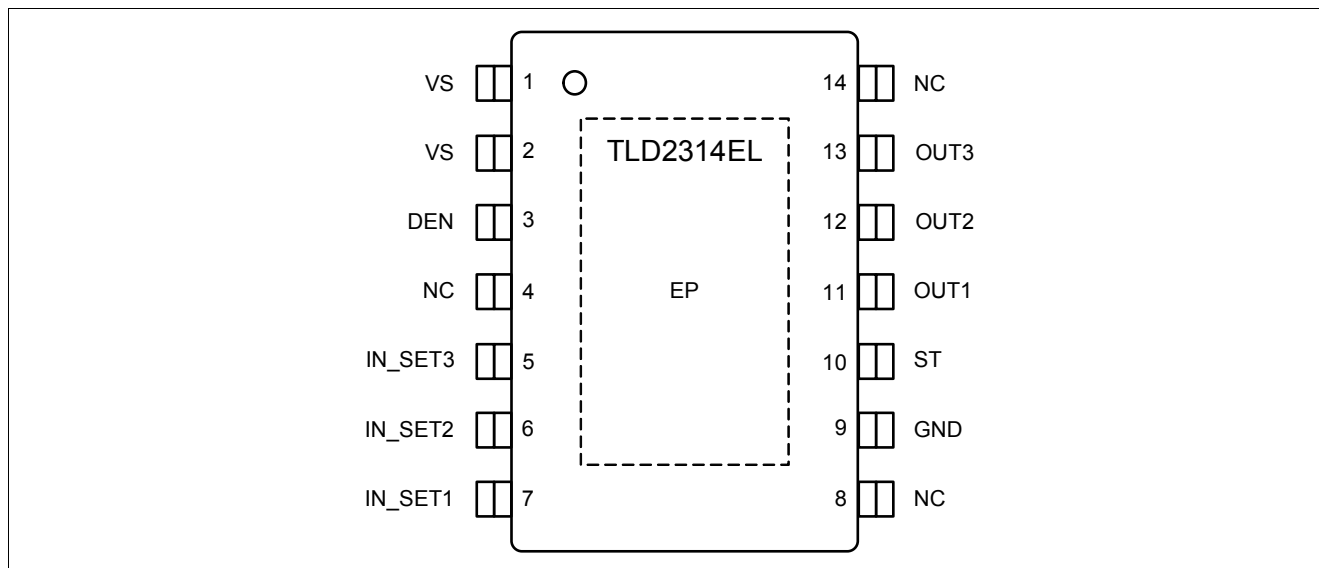 VS 1 14 NC
VS 2 TLD2314EL 13 OUT3
DEN 3 12 OUT2
NC 4 EP 11 OUT1
IN_SET3 5 10 ST
IN_SET2 6 9 GND
IN_SET1 7 8 NC